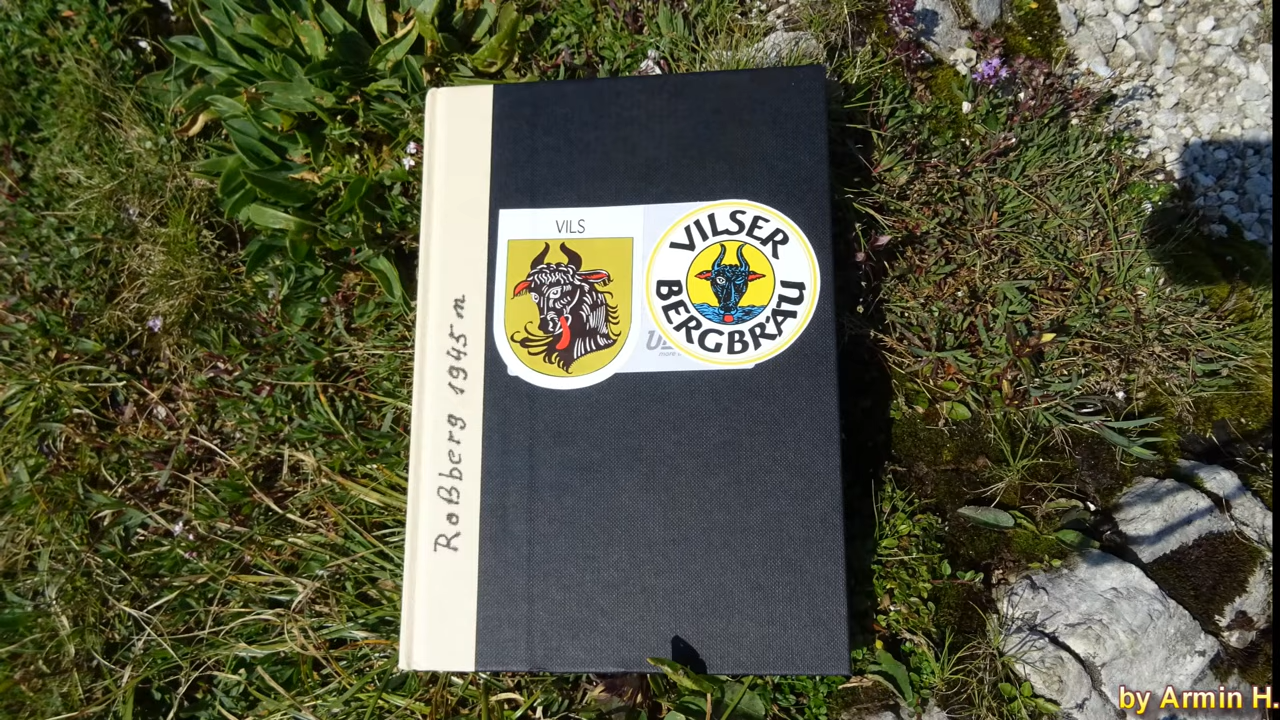 Roßberg 1945 m
VILS
VILSER
BERGBRÄU
by Armin H.